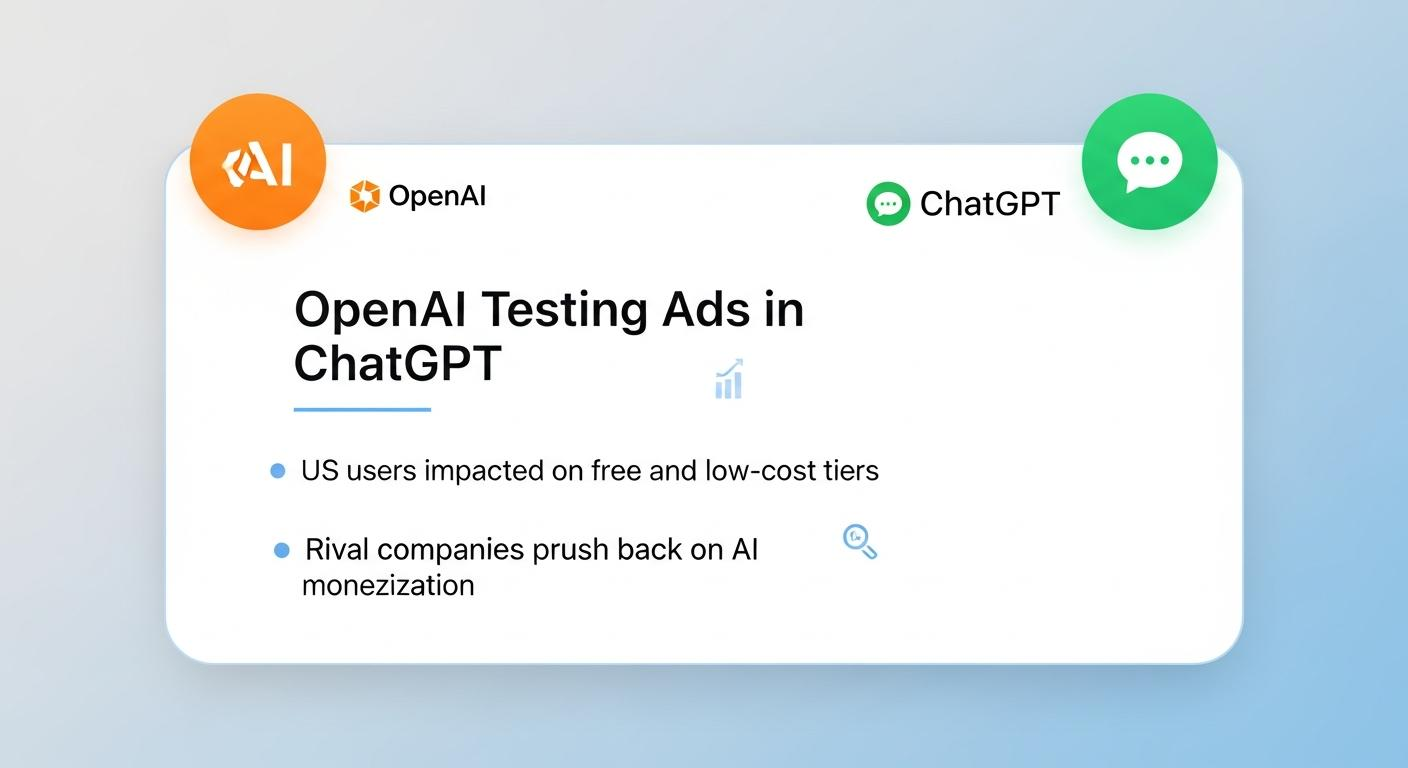 AI
OpenAI
ChatGPT
OpenAI Testing Ads in
ChatGPT
US users impacted on free and low-cost tiers
Rival companies prush back on AI
monezization